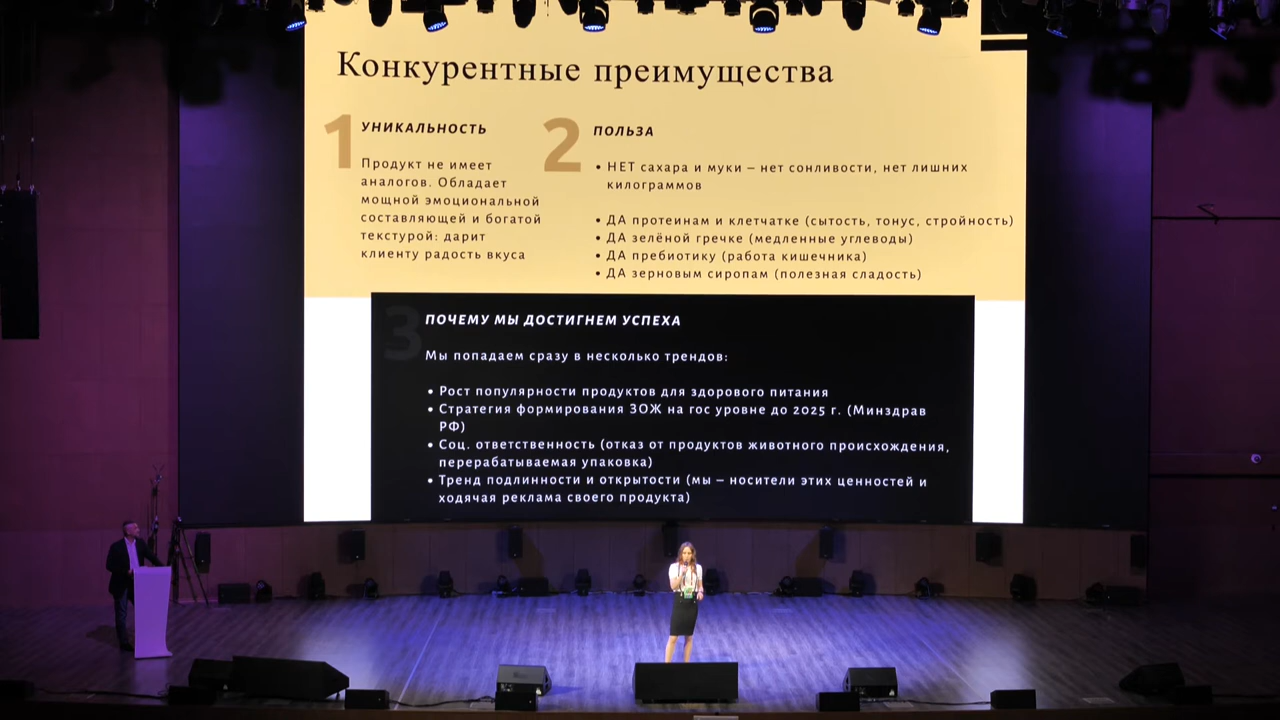 Конкурентные преимущества
1
УНИКАЛЬНОСТЬ
Продукт не имеет
аналогов. Обладает
мощной эмоциональной
составляющей и богатой
текстурой: дарит
клиенту радость вкуса
2
ПОЛЬЗА
• НЕТ сахара и муки – нет сонливости, нет лишних
килограммов
• ДА протеинам и клетчатке (сытость, тонус, стройность)
• ДА зелёной гречке (медленные углеводы)
• ДА пребиотику (работа кишечника)
• ДА зерновым сиропам (полезная сладость)
3
ПОЧЕМУ МЫ ДОСТИГНЕМ УСПЕХА
Мы попадаем сразу в несколько трендов:
• Рост популярности продуктов для здорового питания
• Стратегия формирования ЗОЖ на гос уровне до 2025 г. (Минздрав
РФ)
• Соц. ответственность (отказ от продуктов животного происхождения,
перерабатываемая упаковка)
• Тренд подлинности и открытости (мы – носители этих ценностей и
ходячая реклама своего продукта)